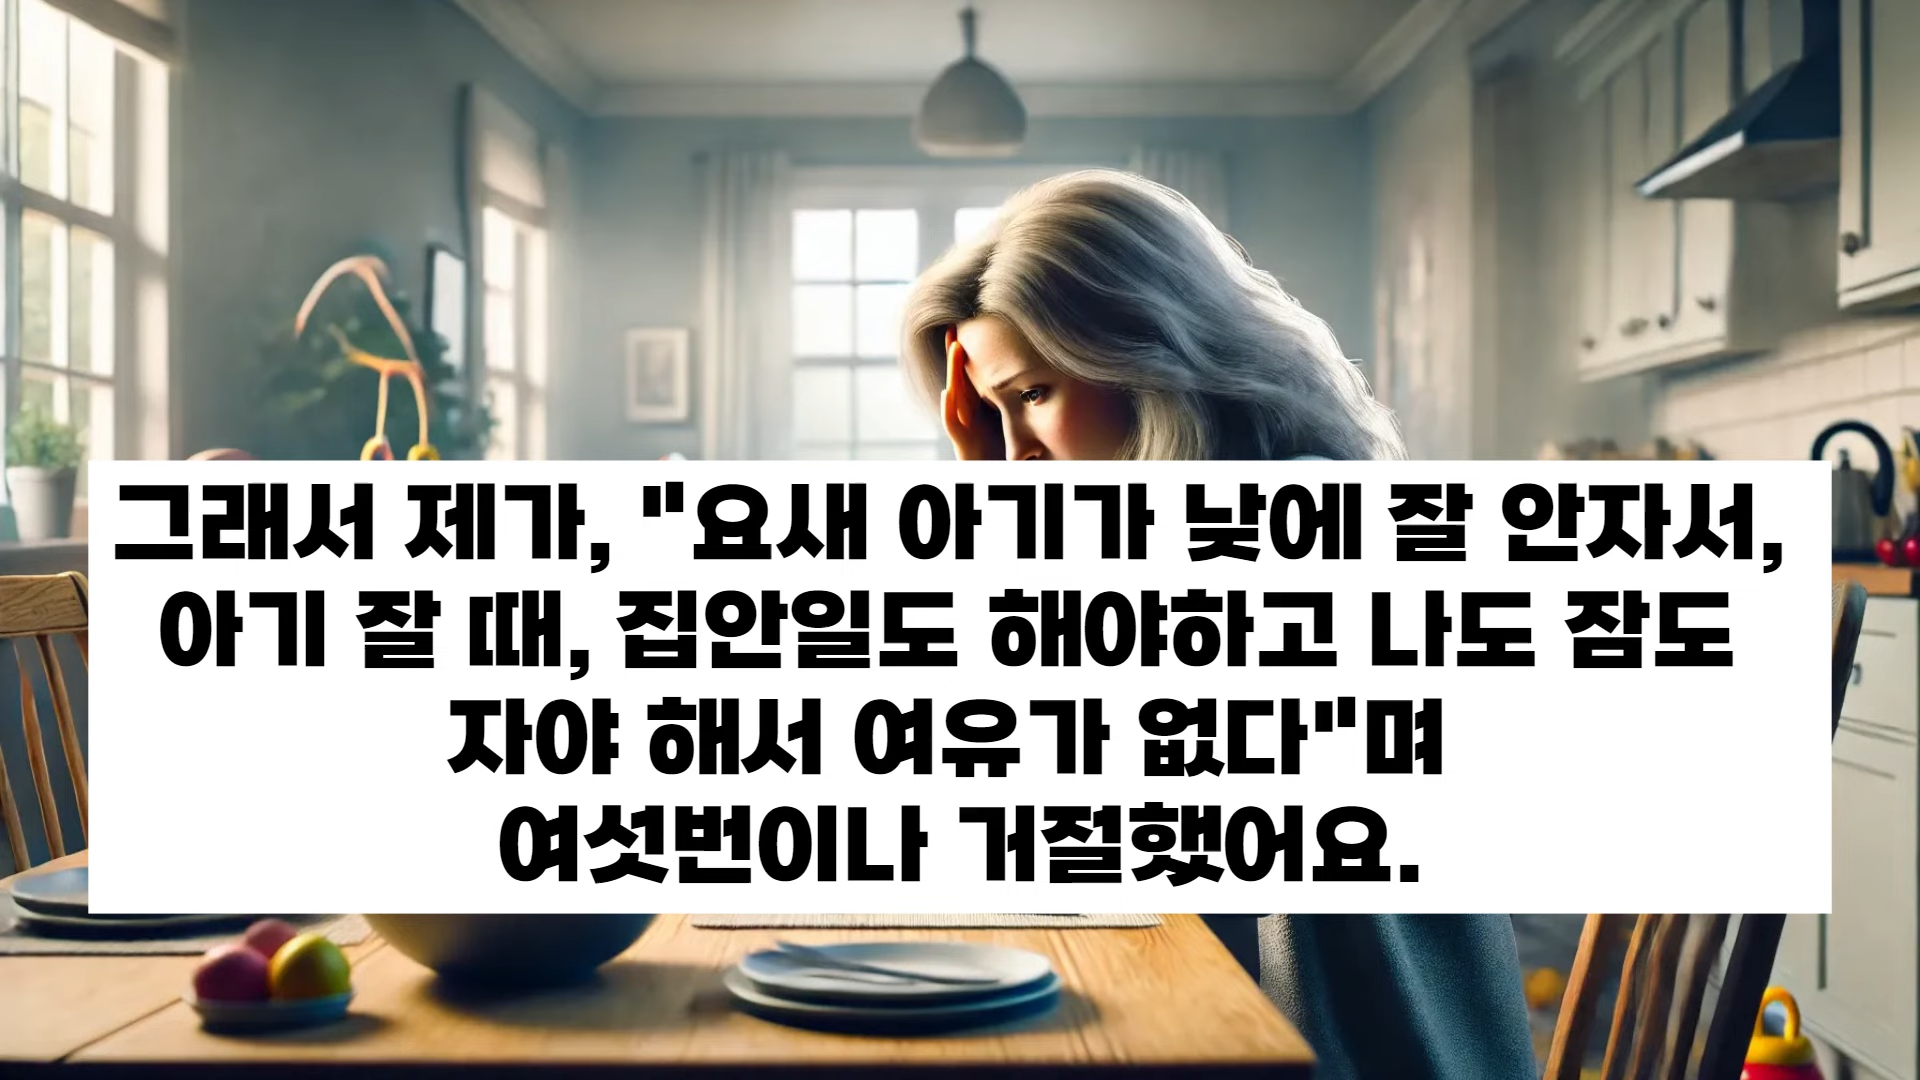 그래서 제가, "요새 아기가 낮에 잘 안자서,
아기 잘 때, 집안일도 해야하고 나도 잠도
자야 해서 여유가 없다"며
여섯번이나 거절했어요.